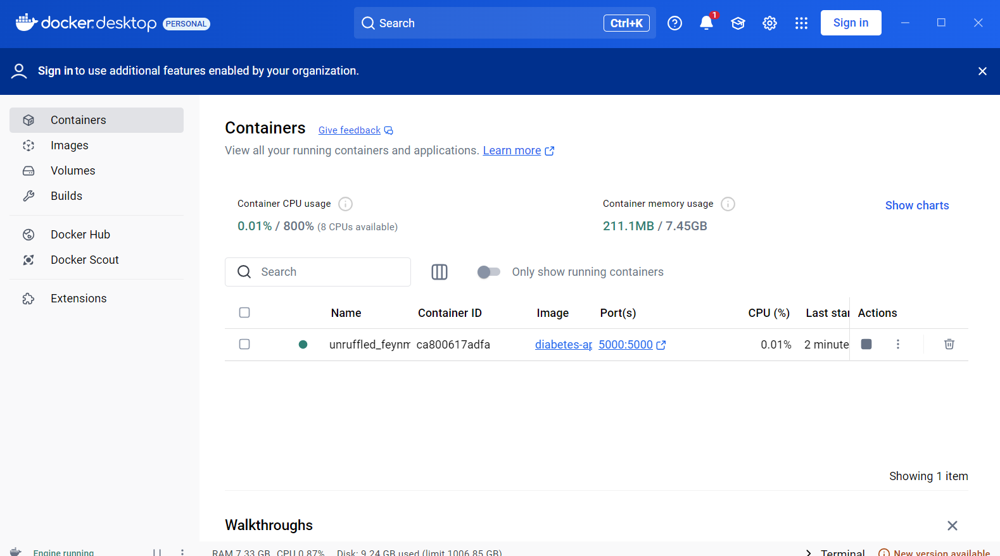 docker.desktop PERSONAL
Search
Ctrl+K
1
Sign in
Sign in to use additional features enabled by your organization.
Containers
Images
Volumes
Builds
Docker Hub
Docker Scout
Extensions
Containers Give feedback
View all your running containers and applications. Learn more
Container CPU usage
0.01% / 800% (8 CPUs available)
Container memory usage
211.1MB / 7.45GB
Show charts
Search
Only show running containers
Name Container ID Image Port(s) CPU (%) Last star Actions
unruffled_feynm ca800617adfa diabetes-ap 5000:5000 0.01% 2 minute
Showing 1 item
Walkthroughs
Engine running RAM 7.33 GB CPU 0.87% Disk: 9.24 GB used (limit 1006.85 GB) Terminal New version available